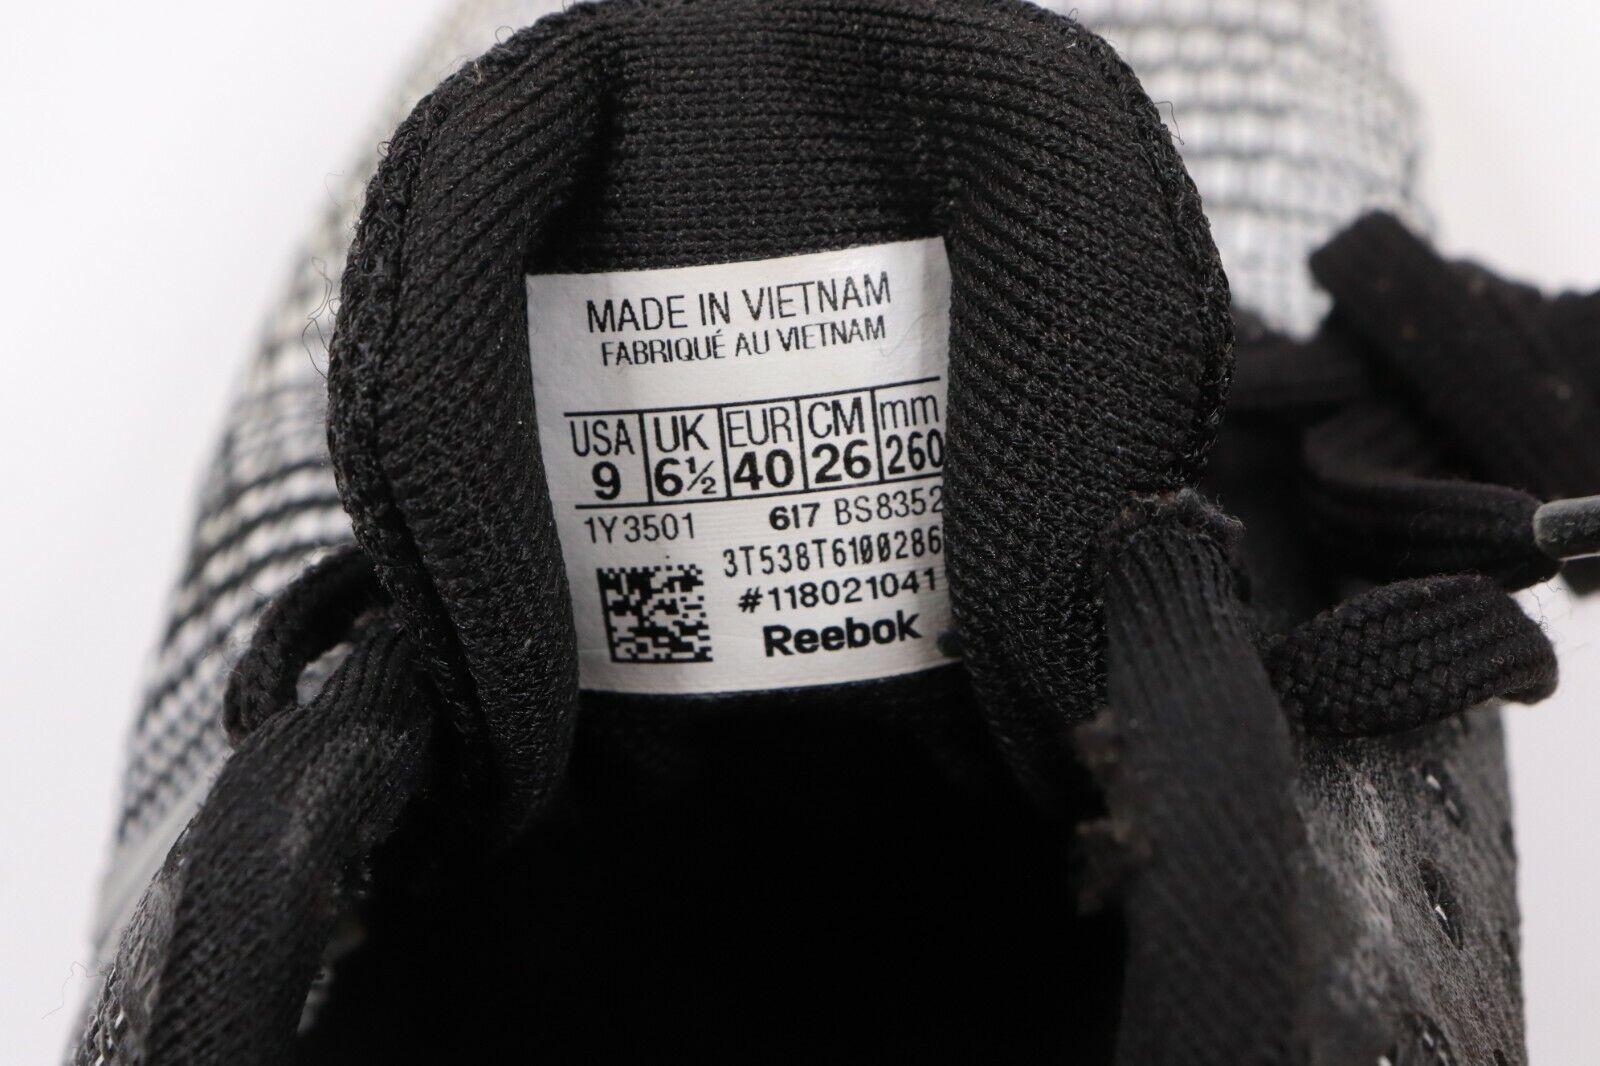 MADE IN VIETNAM
FABRIQUÉ AU VIETNAM
USA UK EUR CM mm
9 6½ 40 26 260
1Y3501 617 BS8352
3T538T6100286
#118021041
Reebok